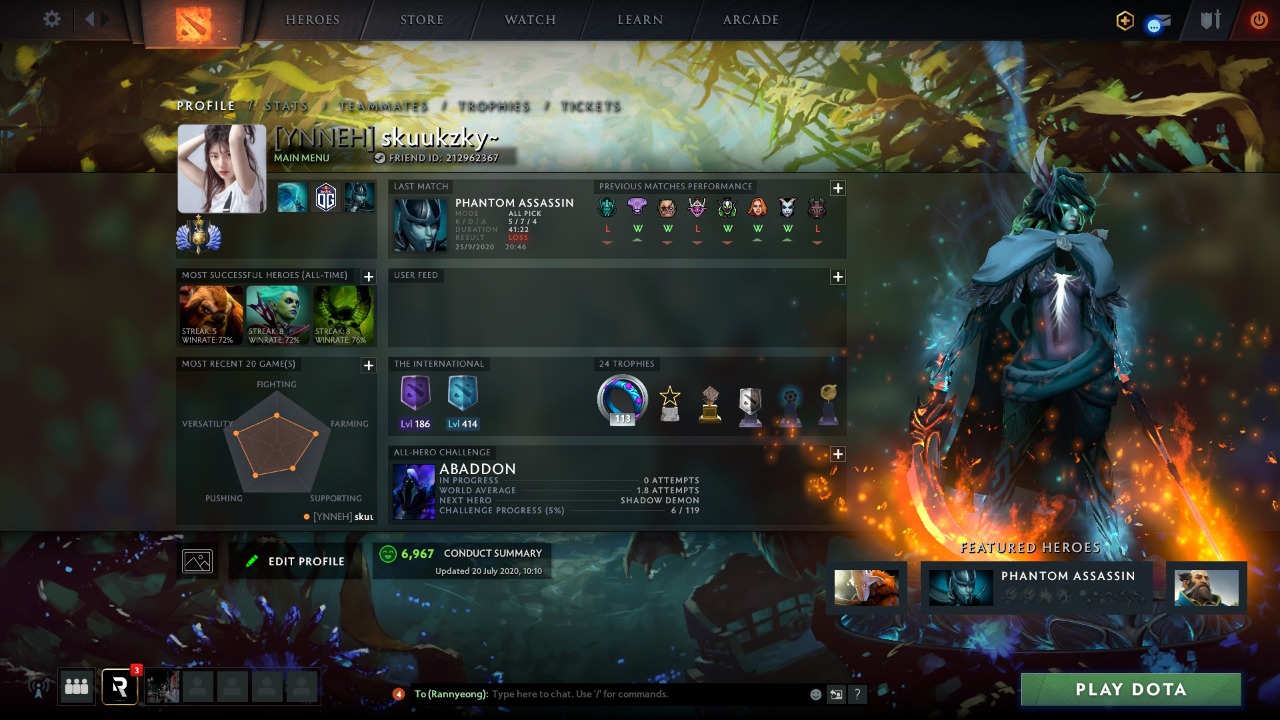 HEROES STORE WATCH LEARN ARCADE
PROFILE / STATS / TEAMMATES / TROPHIES / TICKETS
[YNNEH] skuukzky~
MAIN MENU FRIEND ID: 212962367
OG
LAST MATCH
PHANTOM ASSASSIN
MODE ALL PICK
K / D / A 5 / 7 / 4
DURATION 41:22
RESULT LOSS
25/9/2020 20:46
PREVIOUS MATCHES PERFORMANCE
L W W L W W W L
MOST SUCCESSFUL HEROES (ALL-TIME)
STREAK: 5 STREAK: 8 STREAK: 8
WINRATE: 72% WINRATE: 72% WINRATE: 76%
USER FEED
MOST RECENT 20 GAME(S)
FIGHTING
VERSATILITY FARMING
PUSHING SUPPORTING
[YNNEH] skuu
THE INTERNATIONAL
Lvl 186 Lvl 414
24 TROPHIES
113
ALL-HERO CHALLENGE
ABADDON
IN PROGRESS 0 ATTEMPTS
WORLD AVERAGE 1.8 ATTEMPTS
NEXT HERO SHADOW DEMON
CHALLENGE PROGRESS (5%) 6 / 119
EDIT PROFILE
6,967 CONDUCT SUMMARY
Updated 20 July 2020, 10:10
FEATURED HEROES
PHANTOM ASSASSIN
R 3
4 To (Rannyeong): Type here to chat. Use '/' for commands. ?
PLAY DOTA